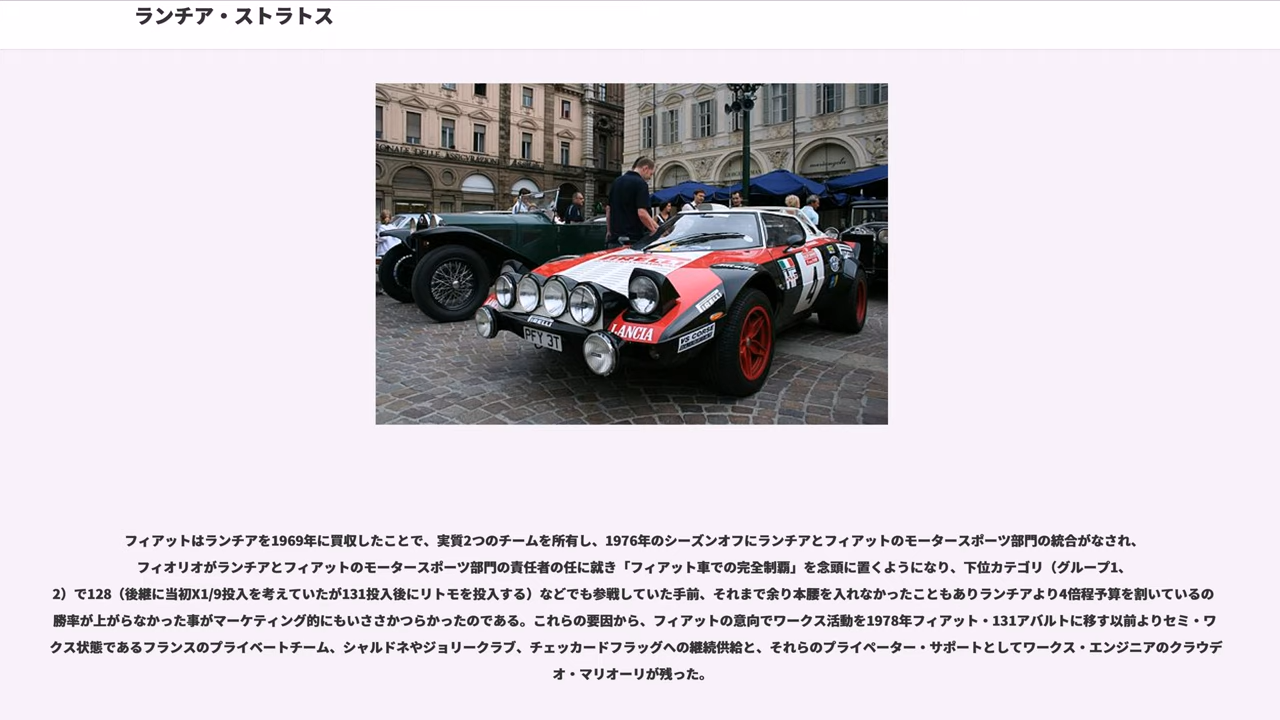 ランチア・ストラトス
PIRELLI
PFY 3T
LANCIA
PIRELLI
HF
4
フィアットはランチアを1969年に買収したことで、実質2つのチームを所有し、1976年のシーズンオフにランチアとフィアットのモータースポーツ部門の統合がなされ、
フィオリオがランチアとフィアットのモータースポーツ部門の責任者の任に就き「フィアット車での完全制覇」を念頭に置くようになり、下位カテゴリ（グループ1、
2）で128（後継に当初X1/9投入を考えていたが131投入後にリトモを投入する）などでも参戦していた手前、それまで余り本腰を入れなかったこともありランチアより4倍程予算を割いているの
勝率が上がらなかった事がマーケティング的にもいささかつらかったのである。これらの要因から、フィアットの意向でワークス活動を1978年フィアット・131アバルトに移す以前よりセミ・ワ
クス状態であるフランスのプライベートチーム、シャルドネやジョリークラブ、チェッカードフラッグへの継続供給と、それらのプライベーター・サポートとしてワークス・エンジニアのクラウデ
オ・マリオーリが残った。